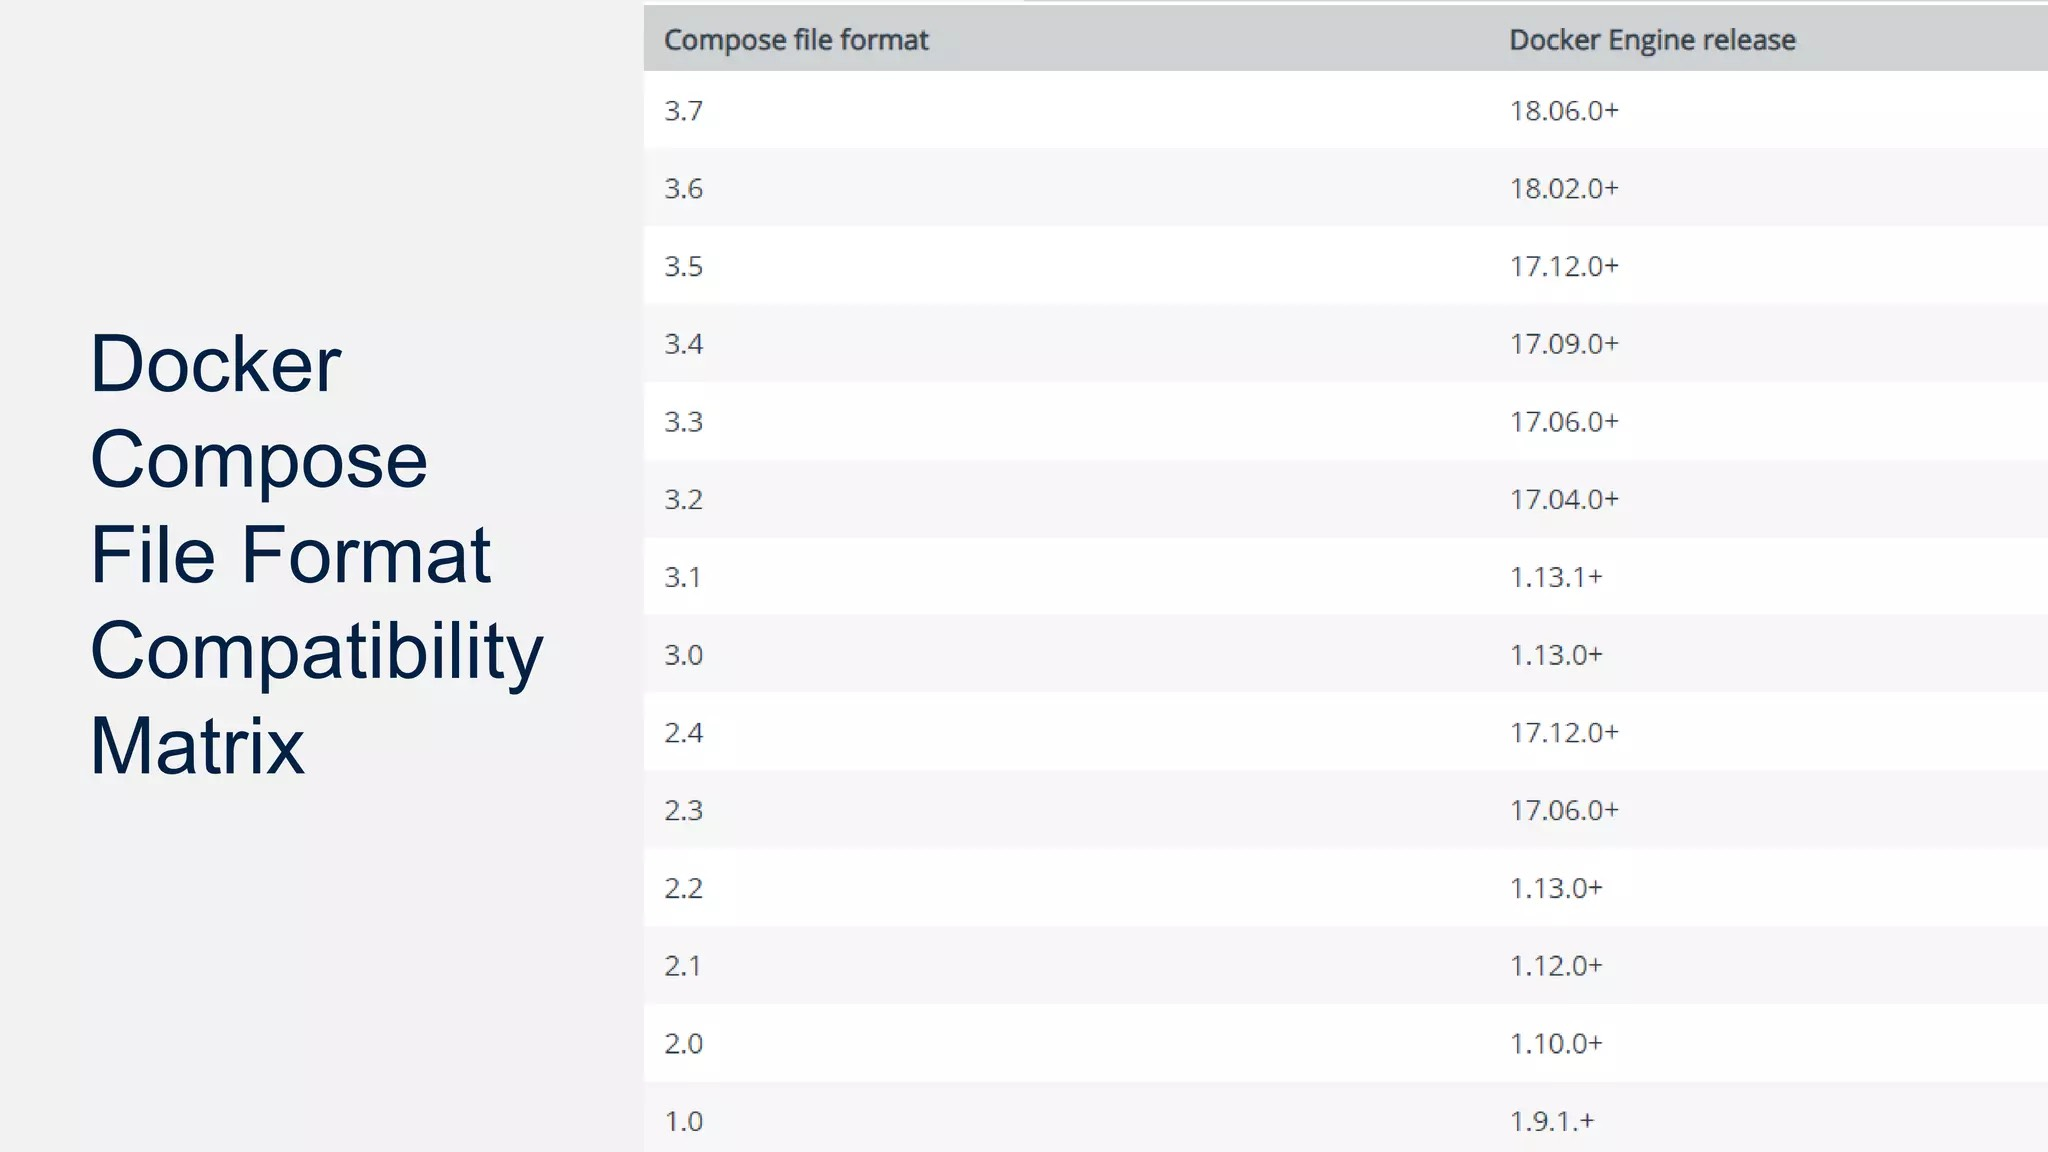 Docker
Compose
File Format
Compatibility
Matrix
Compose file format Docker Engine release
3.7 18.06.0+
3.6 18.02.0+
3.5 17.12.0+
3.4 17.09.0+
3.3 17.06.0+
3.2 17.04.0+
3.1 1.13.1+
3.0 1.13.0+
2.4 17.12.0+
2.3 17.06.0+
2.2 1.13.0+
2.1 1.12.0+
2.0 1.10.0+
1.0 1.9.1.+